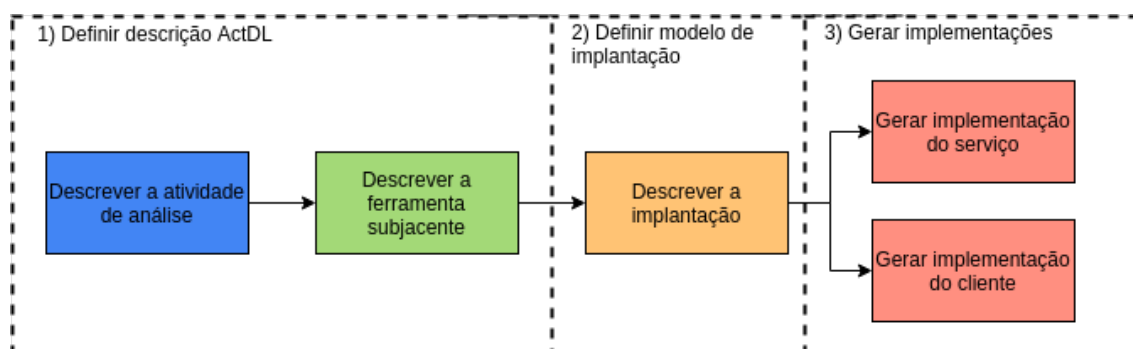 1) Definir descrição ActDL
2) Definir modelo de
implantação
3) Gerar implementações
Descrever a atividade
de análise
Descrever a
ferramenta
subjacente
Descrever a
implantação
Gerar implementação
do serviço
Gerar implementação
do cliente